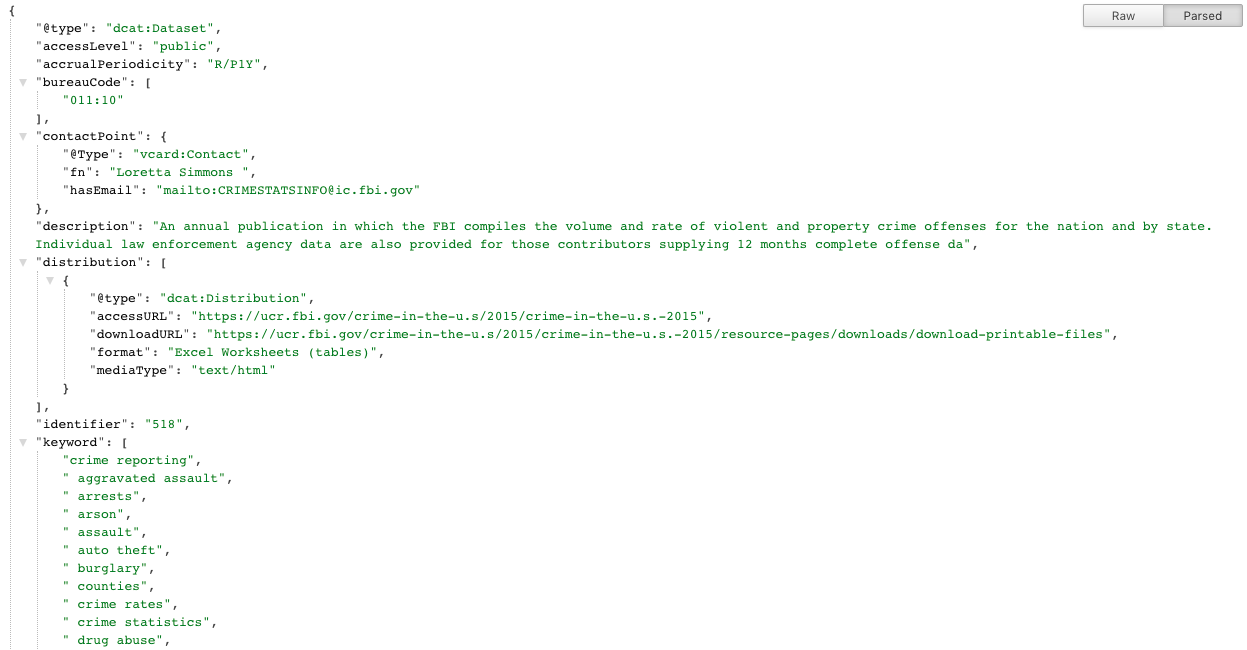 Raw Parsed
{
"@type": "dcat:Dataset",
"accessLevel": "public",
"accrualPeriodicity": "R/P1Y",
"bureauCode": [
"011:10"
],
"contactPoint": {
"@Type": "vcard:Contact",
"fn": "Loretta Simmons ",
"hasEmail": "mailto:CRIMESTATSINFO@ic.fbi.gov"
},
"description": "An annual publication in which the FBI compiles the volume and rate of violent and property crime offenses for the nation and by state.
Individual law enforcement agency data are also provided for those contributors supplying 12 months complete offense da",
"distribution": [
{
"@type": "dcat:Distribution",
"accessURL": "https://ucr.fbi.gov/crime-in-the-u.s/2015/crime-in-the-u.s.-2015",
"downloadURL": "https://ucr.fbi.gov/crime-in-the-u.s/2015/crime-in-the-u.s.-2015/resource-pages/downloads/download-printable-files",
"format": "Excel Worksheets (tables)",
"mediaType": "text/html"
}
],
"identifier": "518",
"keyword": [
"crime reporting",
" aggravated assault",
" arrests",
" arson",
" assault",
" auto theft",
" burglary",
" counties",
" crime rates",
" crime statistics",
" drug abuse",